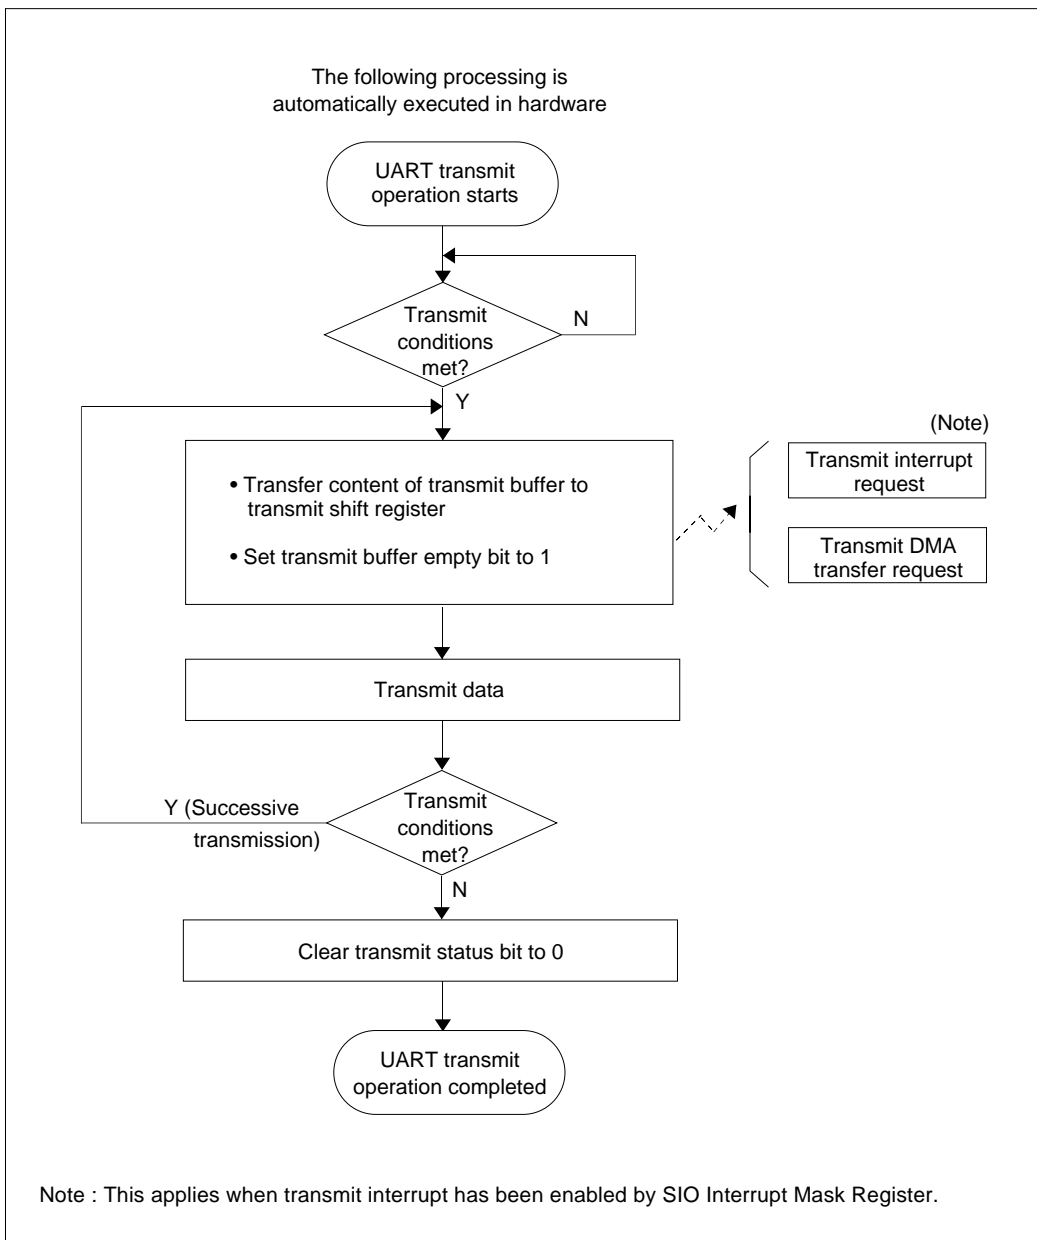 The following processing is
automatically executed in hardware
UART transmit
operation starts
Transmit
conditions
met?
N
Y
(Note)
• Transfer content of transmit buffer to
transmit shift register
• Set transmit buffer empty bit to 1
Transmit interrupt
request
Transmit DMA
transfer request
Transmit data
Y (Successive
transmission)
Transmit
conditions
met?
N
Clear transmit status bit to 0
UART transmit
operation completed
Note : This applies when transmit interrupt has been enabled by SIO Interrupt Mask Register.